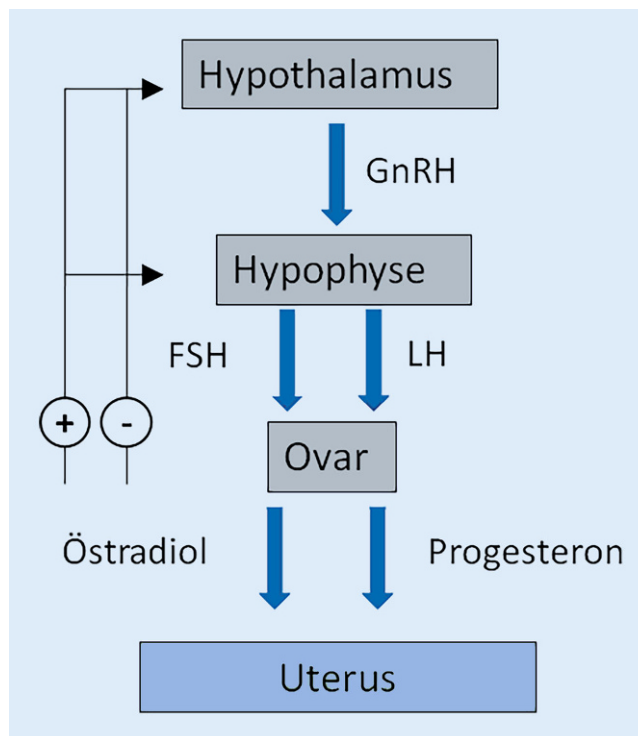 Hypothalamus
GnRH
Hypophyse
FSH LH
+ -
Ovar
Östradiol Progesteron
Uterus